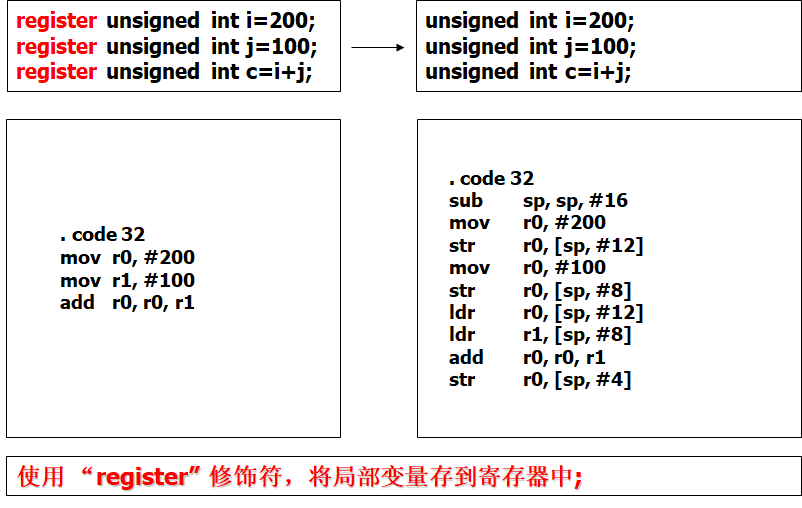 register unsigned int i=200;
register unsigned int j=100;
register unsigned int c=i+j;
unsigned int i=200;
unsigned int j=100;
unsigned int c=i+j;
. code 32
mov r0, #200
mov r1, #100
add r0, r0, r1
. code 32
sub sp, sp, #16
mov r0, #200
str r0, [sp, #12]
mov r0, #100
str r0, [sp, #8]
ldr r0, [sp, #12]
ldr r1, [sp, #8]
add r0, r0, r1
str r0, [sp, #4]
使用“register”修饰符，将局部变量存到寄存器中;